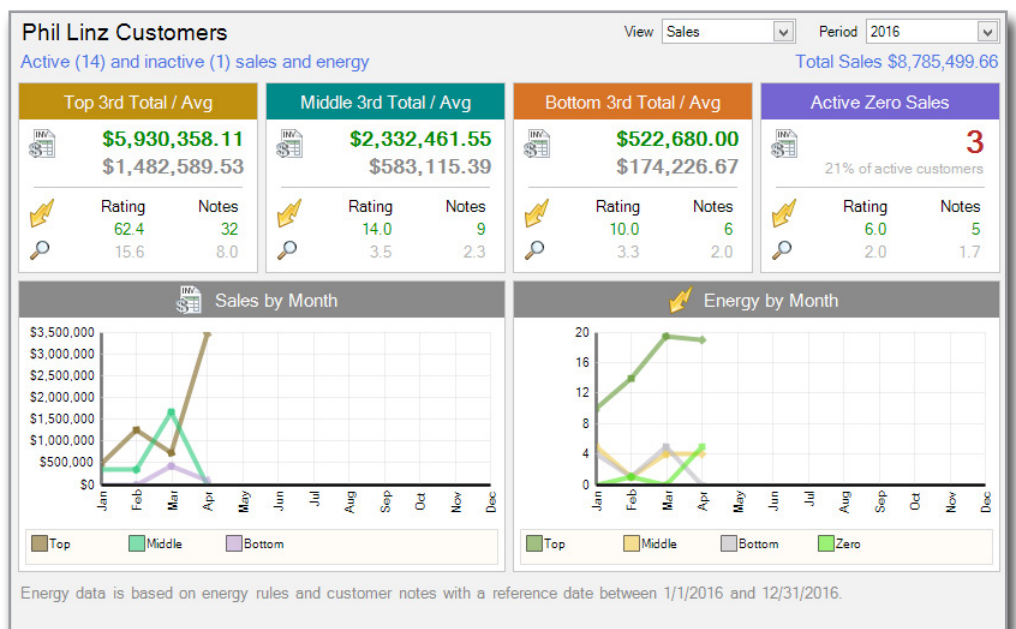 Phil Linz Customers
View Sales Period 2016
Active (14) and inactive (1) sales and energy
Total Sales $8,785,499.66
Top 3rd Total / Avg
INV
$
$5,930,358.11
$1,482,589.53
Rating Notes
62.4 32
15.6 8.0
Middle 3rd Total / Avg
INV
$
$2,332,461.55
$583,115.39
Rating Notes
14.0 9
3.5 2.3
Bottom 3rd Total / Avg
INV
$
$522,680.00
$174,226.67
Rating Notes
10.0 6
3.3 2.0
Active Zero Sales
INV
$
3
21% of active customers
Rating Notes
6.0 5
2.0 1.7
INV
$
Sales by Month
$3,500,000
$3,000,000
$2,500,000
$2,000,000
$1,500,000
$1,000,000
$500,000
$0
Jan Feb Mar Apr May Jun Jul Aug Sep Oct Nov Dec
Top Middle Bottom
Energy by Month
20
16
12
8
4
0
Jan Feb Mar Apr May Jun Jul Aug Sep Oct Nov Dec
Top Middle Bottom Zero
Energy data is based on energy rules and customer notes with a reference date between 1/1/2016 and 12/31/2016.